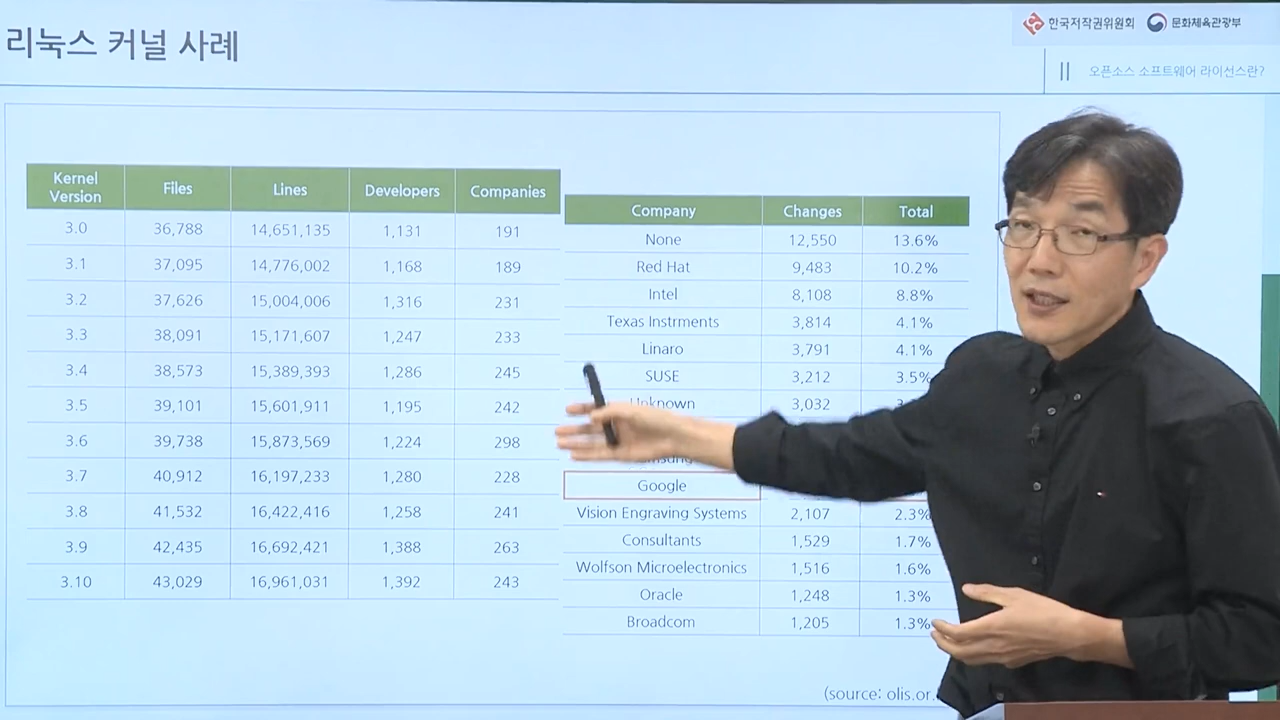 리눅스 커널 사례
한국저작권위원회 문화체육관광부
|| 오픈소스 소프트웨어 라이선스란?
Kernel Version Files Lines Developers Companies
3.0 36,788 14,651,135 1,131 191
3.1 37,095 14,776,002 1,168 189
3.2 37,626 15,004,006 1,316 231
3.3 38,091 15,171,607 1,247 233
3.4 38,573 15,389,393 1,286 245
3.5 39,101 15,601,911 1,195 242
3.6 39,738 15,873,569 1,224 298
3.7 40,912 16,197,233 1,280 228
3.8 41,532 16,422,416 1,258 241
3.9 42,435 16,692,421 1,388 263
3.10 43,029 16,961,031 1,392 243
Company Changes Total
None 12,550 13.6%
Red Hat 9,483 10.2%
Intel 8,108 8.8%
Texas Instrments 3,814 4.1%
Linaro 3,791 4.1%
SUSE 3,212 3.5%
Unknown 3,032
Google
Vision Engraving Systems 2,107 2.3%
Consultants 1,529 1.7%
Wolfson Microelectronics 1,516 1.6%
Oracle 1,248 1.3%
Broadcom 1,205 1.3%
(source: olis.or.